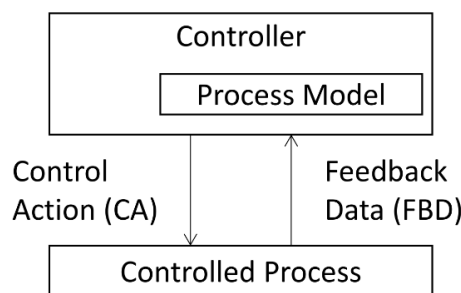 Controller
Process Model
Control
Action (CA)
Feedback
Data (FBD)
Controlled Process